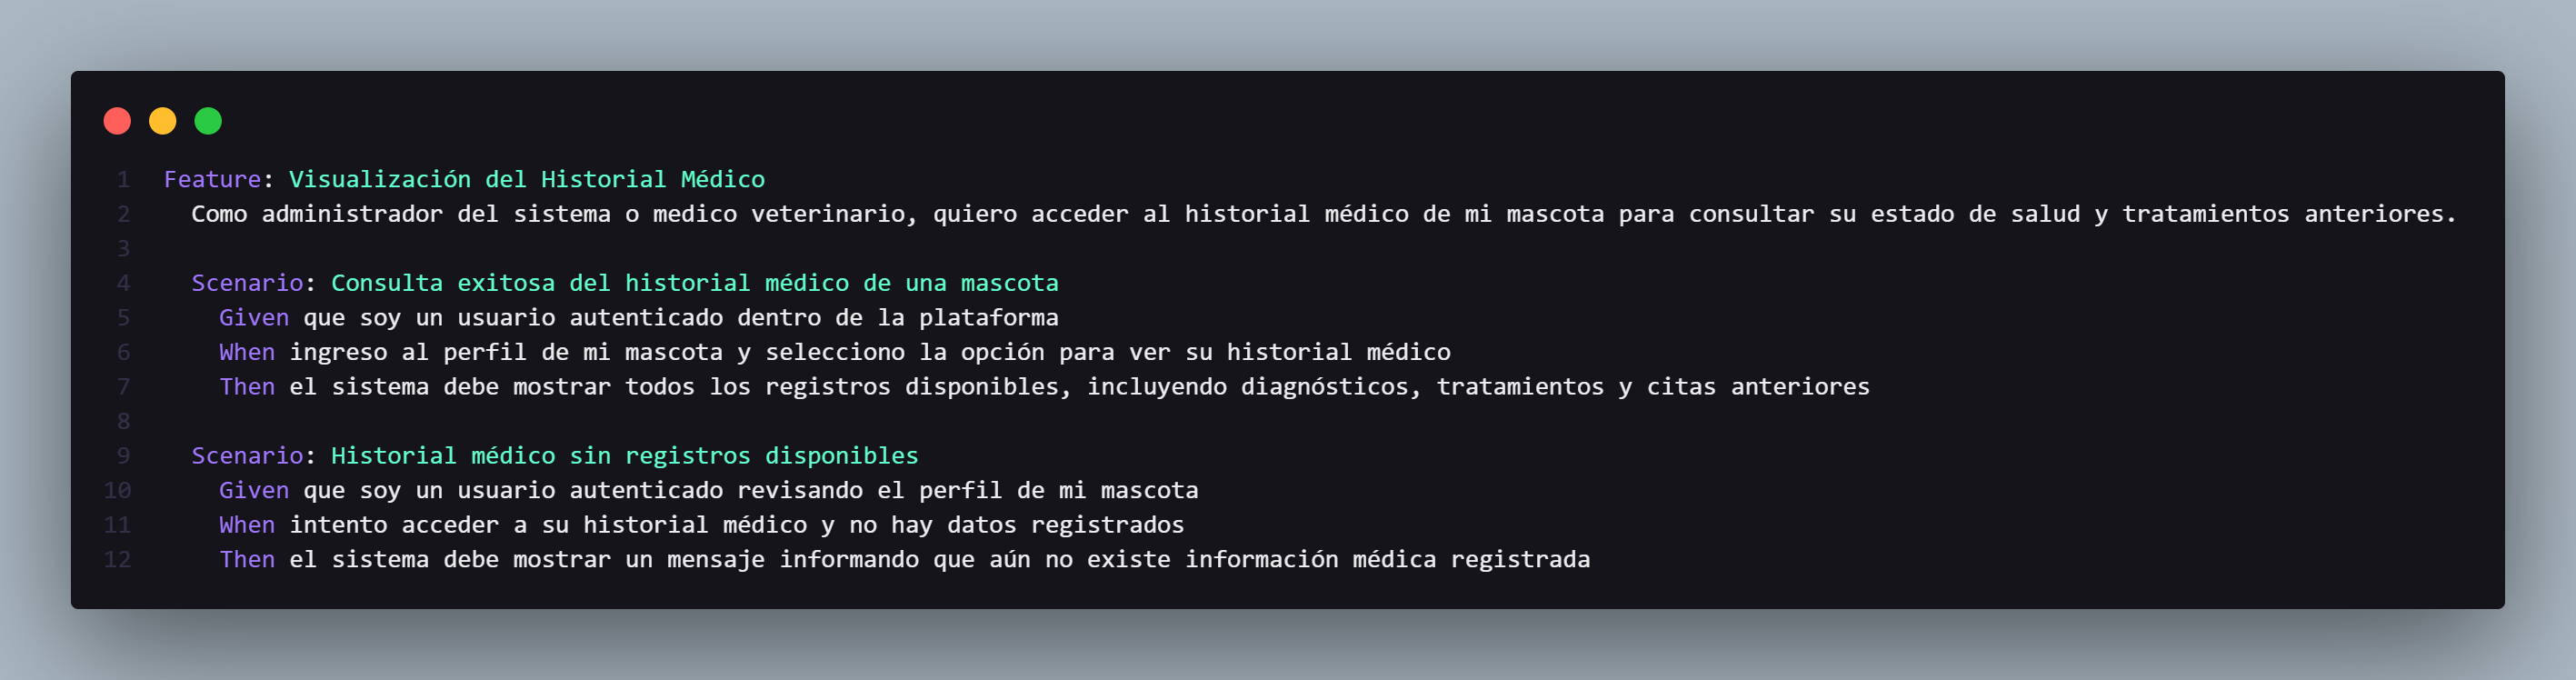 1 Feature: Visualización del Historial Médico
2 Como administrador del sistema o medico veterinario, quiero acceder al historial médico de mi mascota para consultar su estado de salud y tratamientos anteriores.
3
4 Scenario: Consulta exitosa del historial médico de una mascota
5 Given que soy un usuario autenticado dentro de la plataforma
6 When ingreso al perfil de mi mascota y selecciono la opción para ver su historial médico
7 Then el sistema debe mostrar todos los registros disponibles, incluyendo diagnósticos, tratamientos y citas anteriores
8
9 Scenario: Historial médico sin registros disponibles
10 Given que soy un usuario autenticado revisando el perfil de mi mascota
11 When intento acceder a su historial médico y no hay datos registrados
12 Then el sistema debe mostrar un mensaje informando que aún no existe información médica registrada